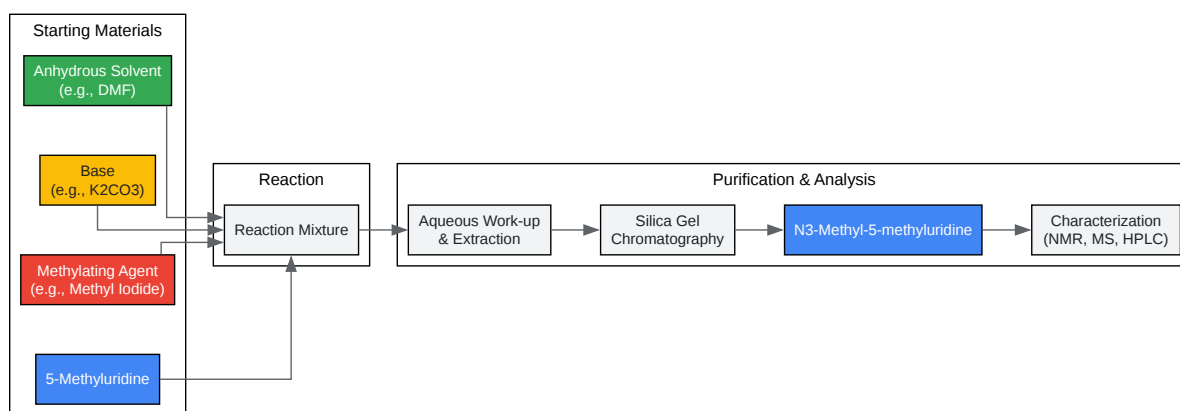 Starting Materials
Anhydrous Solvent
(e.g., DMF)
Base
(e.g., K2CO3)
Methylating Agent
(e.g., Methyl Iodide)
5-Methyluridine
Reaction
Reaction Mixture
Purification & Analysis
Aqueous Work-up
& Extraction
Silica Gel
Chromatography
N3-Methyl-5-methyluridine
Characterization
(NMR, MS, HPLC)